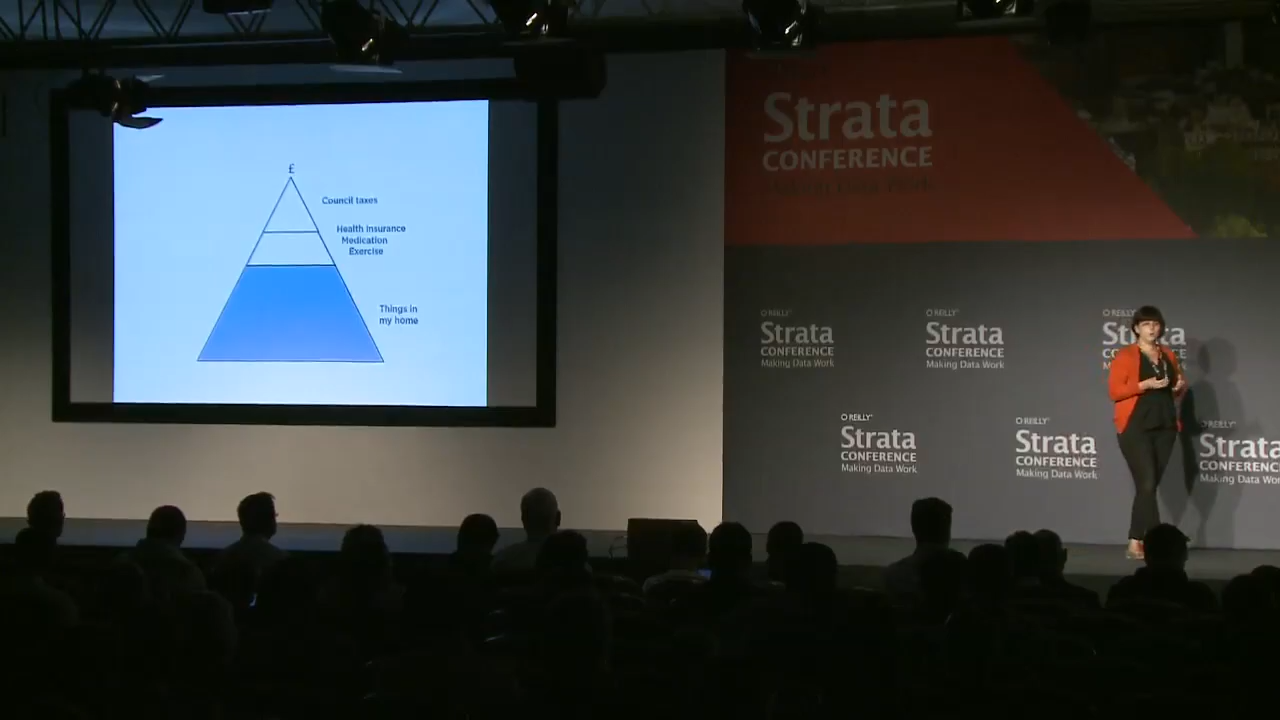 £
Council taxes
Health insurance
Medication
Exercise
Things in
my home
Strata
CONFERENCE
Making Data Work
O REILLY
Strata
CONFERENCE
Making Data Work
O REILLY
Strata
CONFERENCE
Making Data Work
O REILLY
O REILLY
Strata
CONFERENCE
Making Data Work
O REILLY
Strata
CONFERENCE
Making Data Work
O REILLY
Strata
CONFERENCE